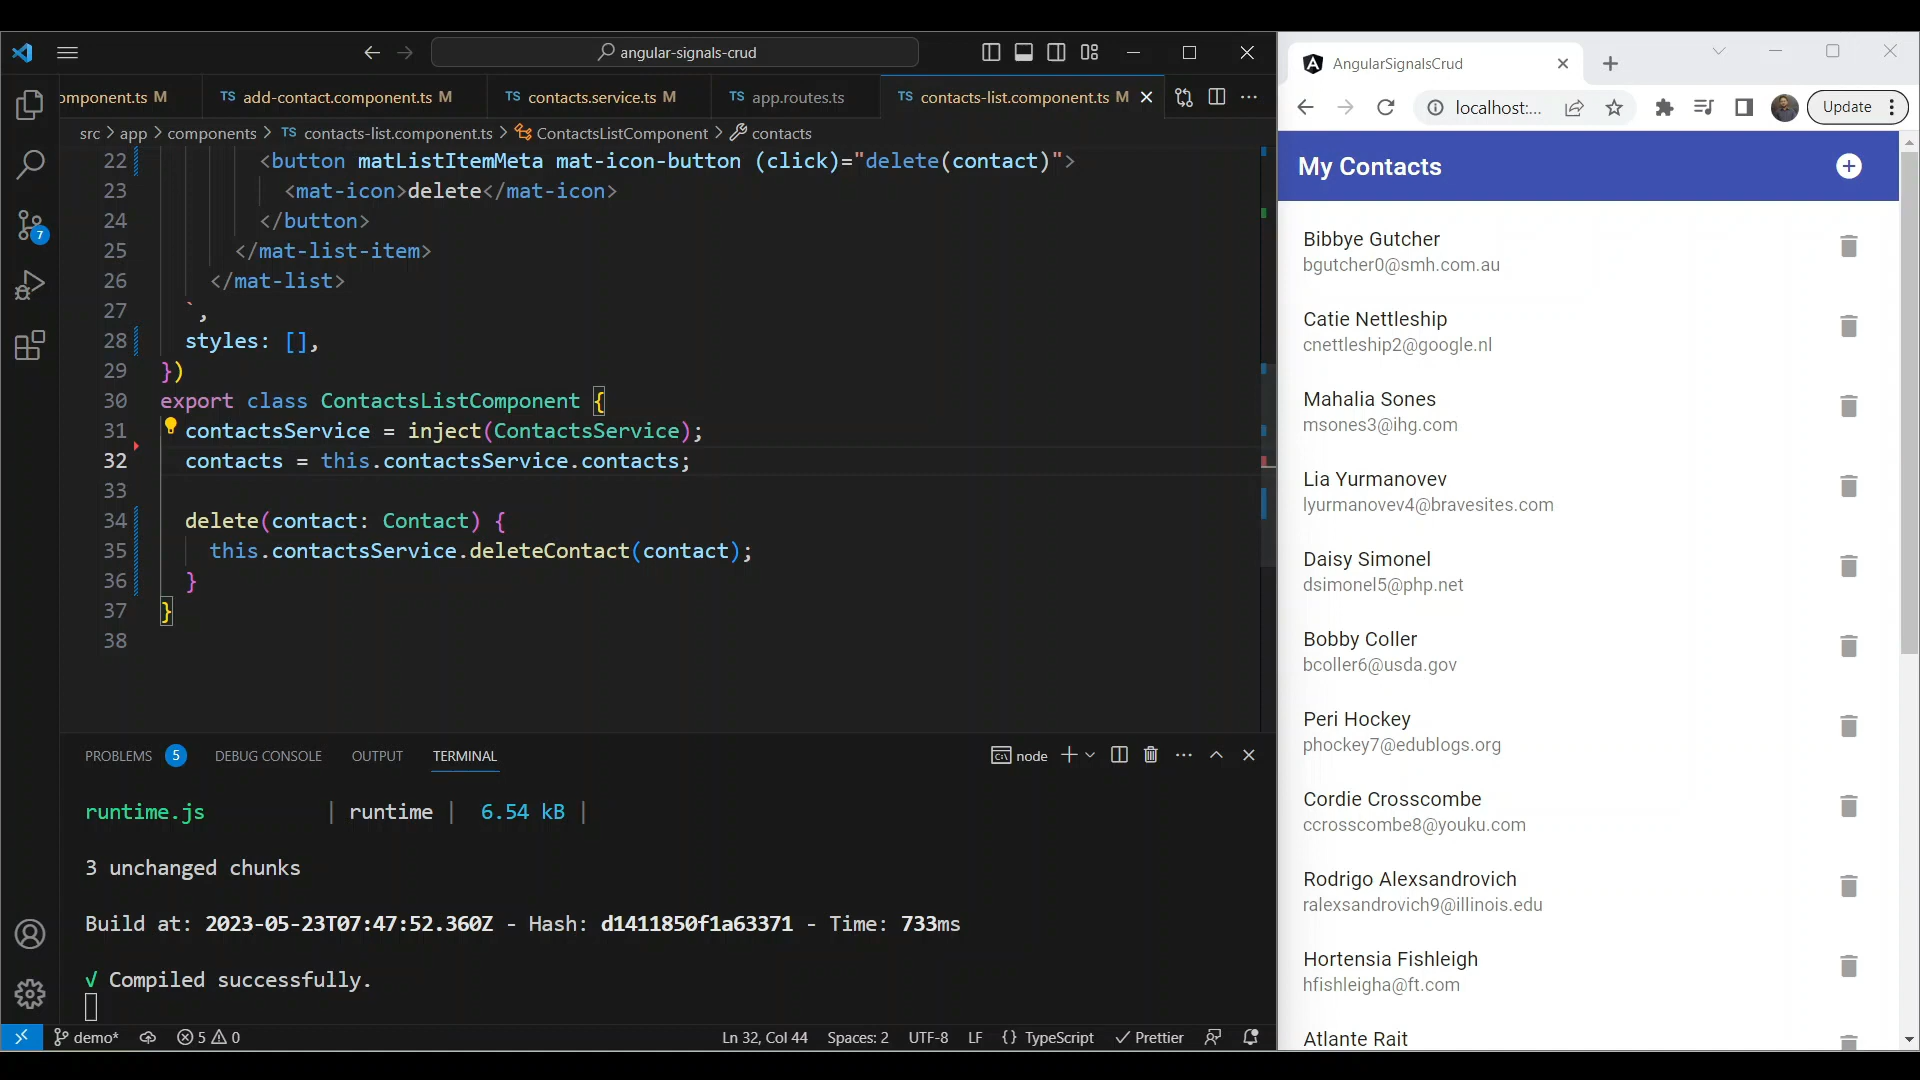 angular-signals-crud
omponent.ts M
TS add-contact.component.ts M
TS contacts.service.ts M
TS app.routes.ts
TS contacts-list.component.ts M
src > app > components > TS contacts-list.component.ts > ContactsListComponent > contacts
22 <button matListItemMeta mat-icon-button (click)="delete(contact)">
23 <mat-icon>delete</mat-icon>
24 </button>
25 </mat-list-item>
26 </mat-list>
27 `,
28 styles: [],
29 })
30 export class ContactsListComponent {
31 contactsService = inject(ContactsService);
32 contacts = this.contactsService.contacts;
33
34 delete(contact: Contact) {
35 this.contactsService.deleteContact(contact);
36 }
37 }
38
7
PROBLEMS 5 DEBUG CONSOLE OUTPUT TERMINAL
node
runtime.js | runtime | 6.54 kB |
3 unchanged chunks
Build at: 2023-05-23T07:47:52.360Z - Hash: d1411850f1a63371 - Time: 733ms
√ Compiled successfully.
demo* 5 0 Ln 32, Col 44 Spaces: 2 UTF-8 LF {} TypeScript Prettier
AngularSignalsCrud
localhost:...
Update
My Contacts
Bibbye Gutcher
bgutcher0@smh.com.au
Catie Nettleship
cnettleship2@google.nl
Mahalia Sones
msones3@ihg.com
Lia Yurmanovev
lyurmanovev4@bravesites.com
Daisy Simonel
dsimonel5@php.net
Bobby Coller
bcoller6@usda.gov
Peri Hockey
phockey7@edublogs.org
Cordie Crosscombe
ccrosscombe8@youku.com
Rodrigo Alexsandrovich
ralexsandrovich9@illinois.edu
Hortensia Fishleigh
hfishleigha@ft.com
Atlante Rait